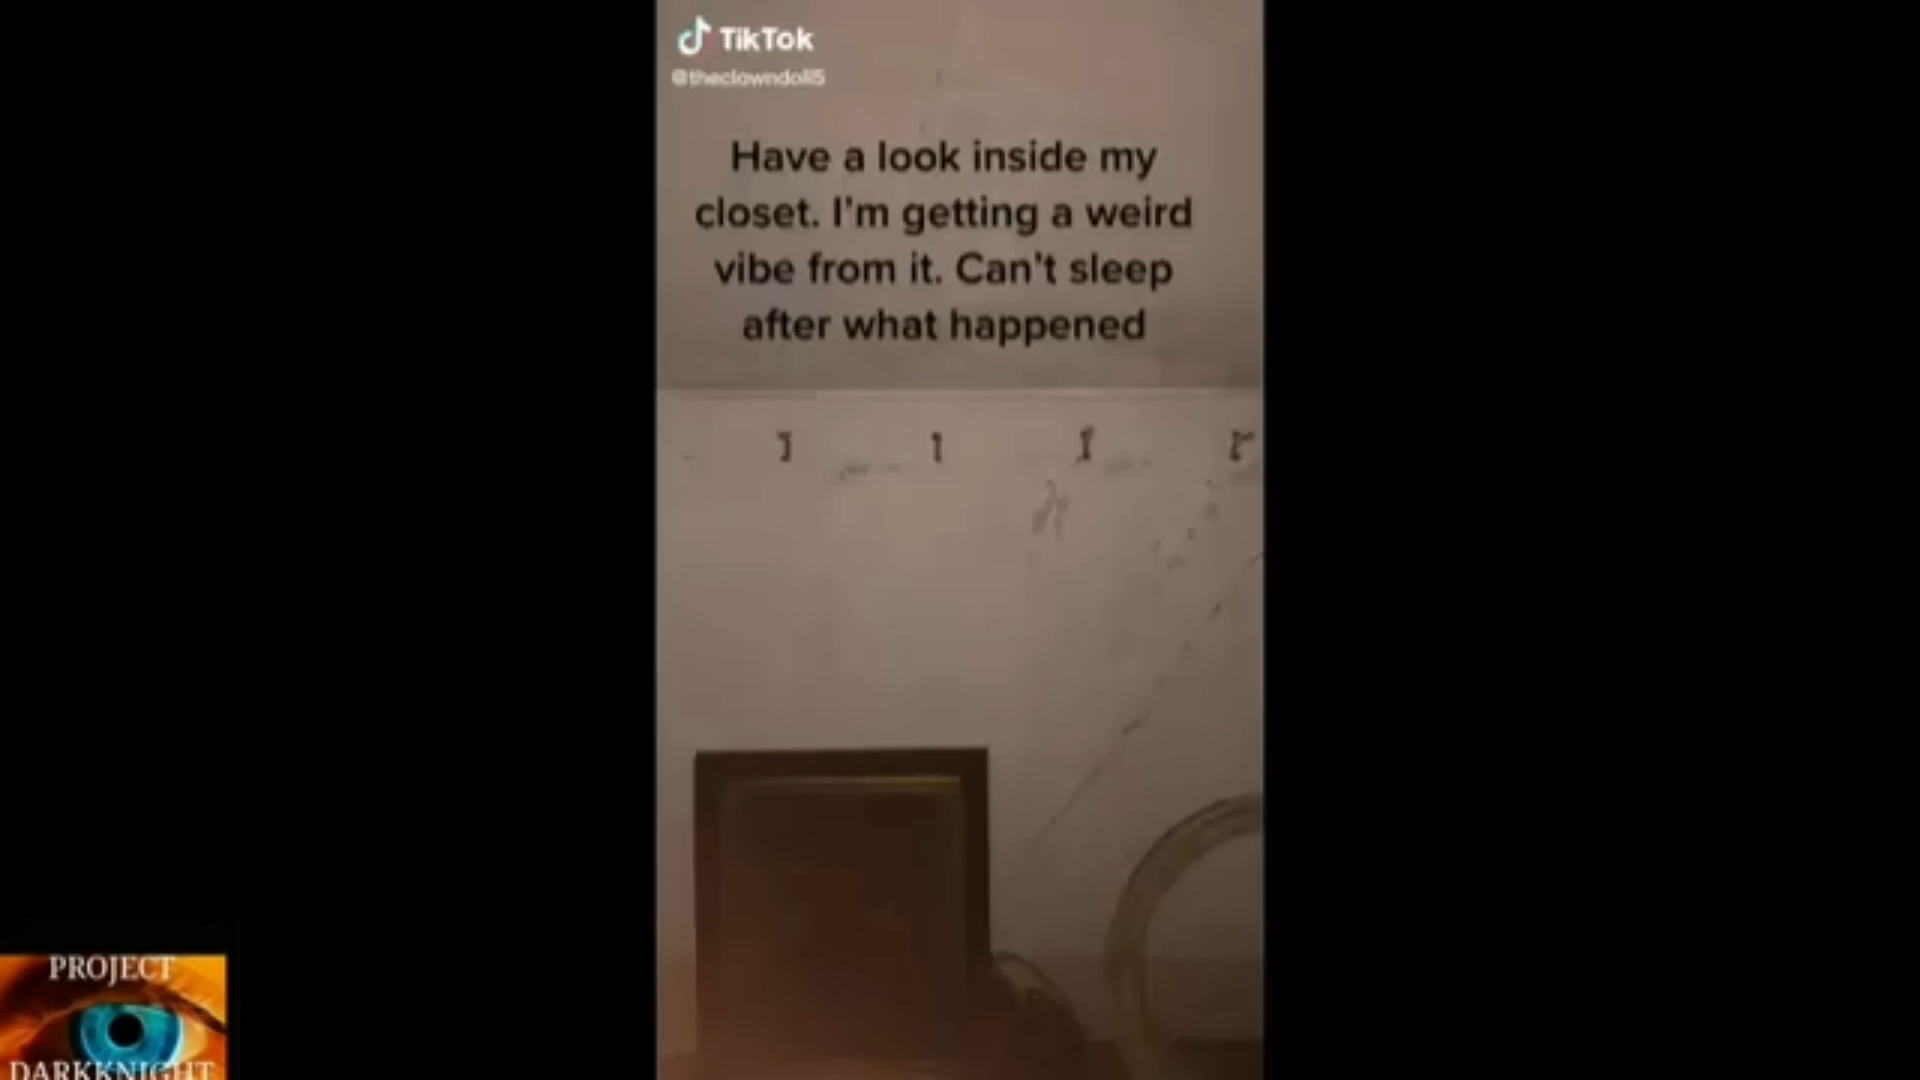 TikTok
@theclowndoll5
Have a look inside my
closet. I'm getting a weird
vibe from it. Can't sleep
after what happened
PROJECT
DARKKNIGHT